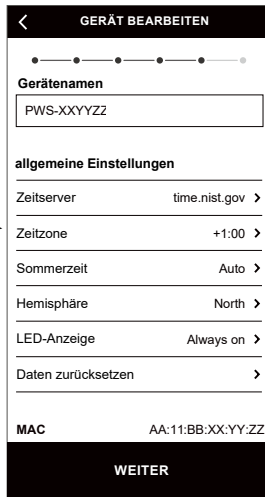 GERÄT BEARBEITEN
Gerätenamen
PWS-XXYYZZ
allgemeine Einstellungen
Zeitserver time.nist.gov
Zeitzone +1:00
Sommerzeit Auto
Hemisphäre North
LED-Anzeige Always on
Daten zurücksetzen
MAC AA:11:BB:XX:YY:ZZ
WEITER